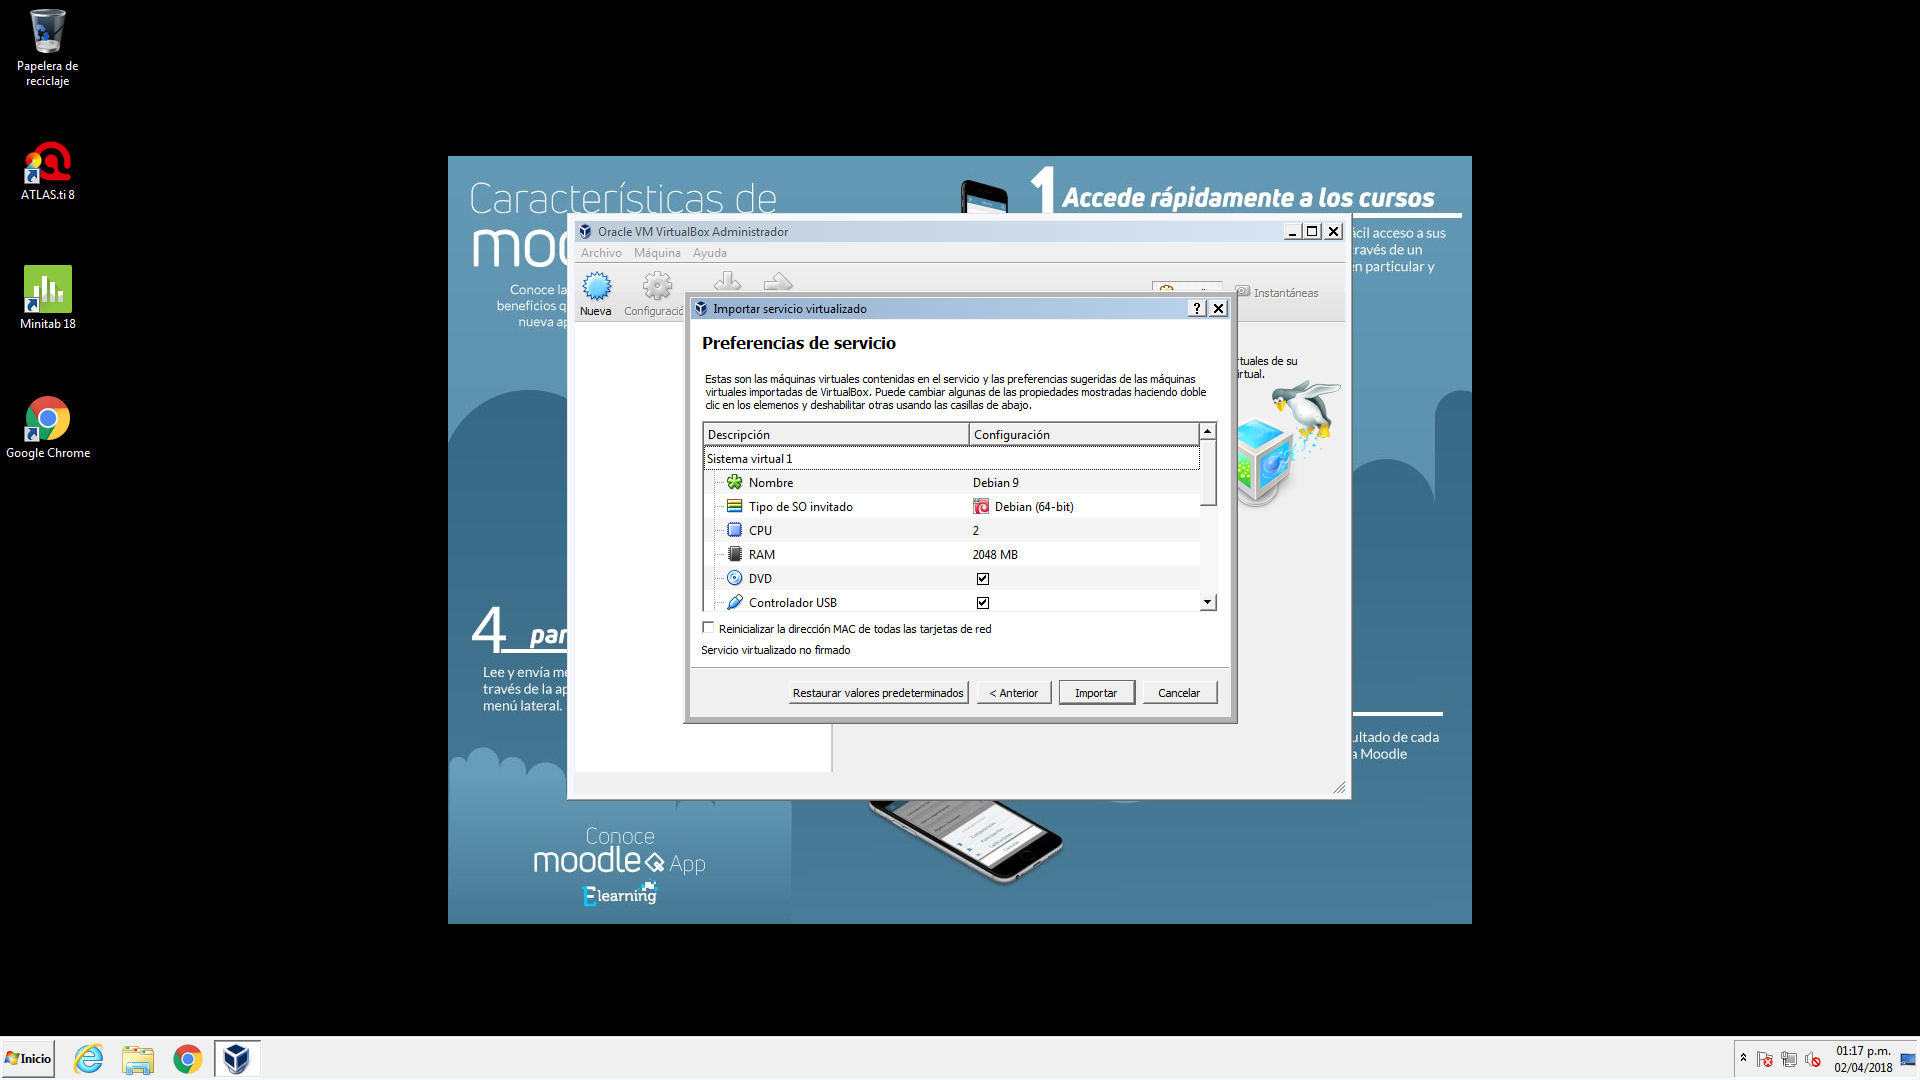 Papelera de
reciclaje
ATLAS.ti 8
Minitab 18
Google Chrome
Características de
moo
Conoce la
beneficios q
nueva ap
1 Accede rápidamente a los cursos
ácil acceso a sus
ravés de un
n particular y
4 par
Lee y envía me
través de la ap
menú lateral.
ultado de cada
a Moodle
Conoce
moodle App
Elearning
Oracle VM VirtualBox Administrador
Archivo Máquina Ayuda
Nueva
Configuració
Instantáneas
tuales de su
irtual.
Importar servicio virtualizado
?
Preferencias de servicio
Estas son las máquinas virtuales contenidas en el servicio y las preferencias sugeridas de las máquinas
virtuales importadas de VirtualBox. Puede cambiar algunas de las propiedades mostradas haciendo doble
clic en los elemenos y deshabilitar otras usando las casillas de abajo.
Descripción Configuración
Sistema virtual 1
Nombre Debian 9
Tipo de SO invitado Debian (64-bit)
CPU 2
RAM 2048 MB
DVD
Controlador USB
Reinicializar la dirección MAC de todas las tarjetas de red
Servicio virtualizado no firmado
Restaurar valores predeterminados < Anterior Importar Cancelar
Inicio
01:17 p.m.
02/04/2018